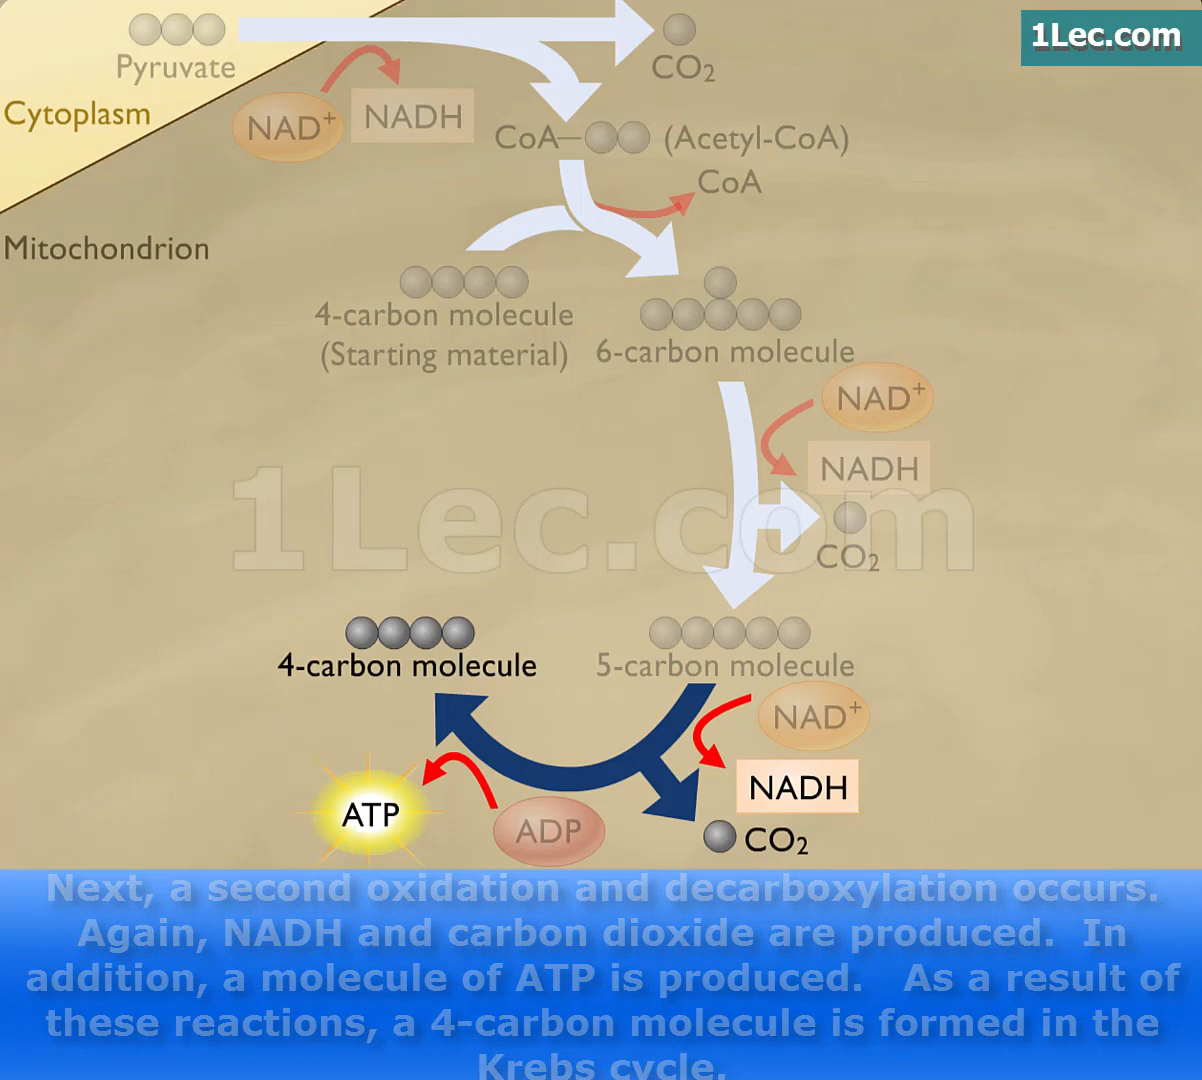 1Lec.com
Pyruvate
CO2
Cytoplasm
NAD+
NADH
CoA
(Acetyl-CoA)
CoA
Mitochondrion
4-carbon molecule
(Starting material)
6-carbon molecule
NAD+
NADH
1Lec.com
CO2
4-carbon molecule
5-carbon molecule
NAD+
NADH
ATP
ADP
CO2
Next, a second oxidation and decarboxylation occurs.
Again, NADH and carbon dioxide are produced. In
addition, a molecule of ATP is produced. As a result of
these reactions, a 4-carbon molecule is formed in the
Krebs cycle.